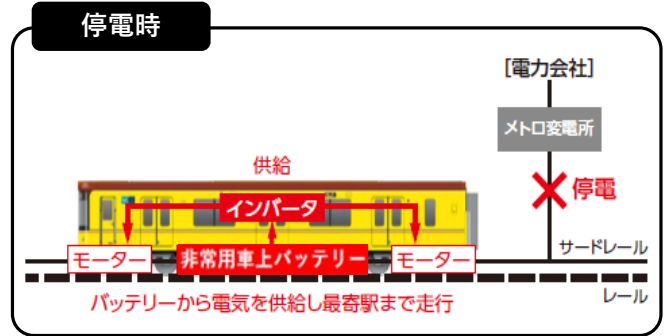 停電時
[電力会社]
メトロ変電所
供給
停電
インバータ
サードレール
モーター
非常用車上バッテリー
モーター
レール
バッテリーから電気を供給し最寄駅まで走行